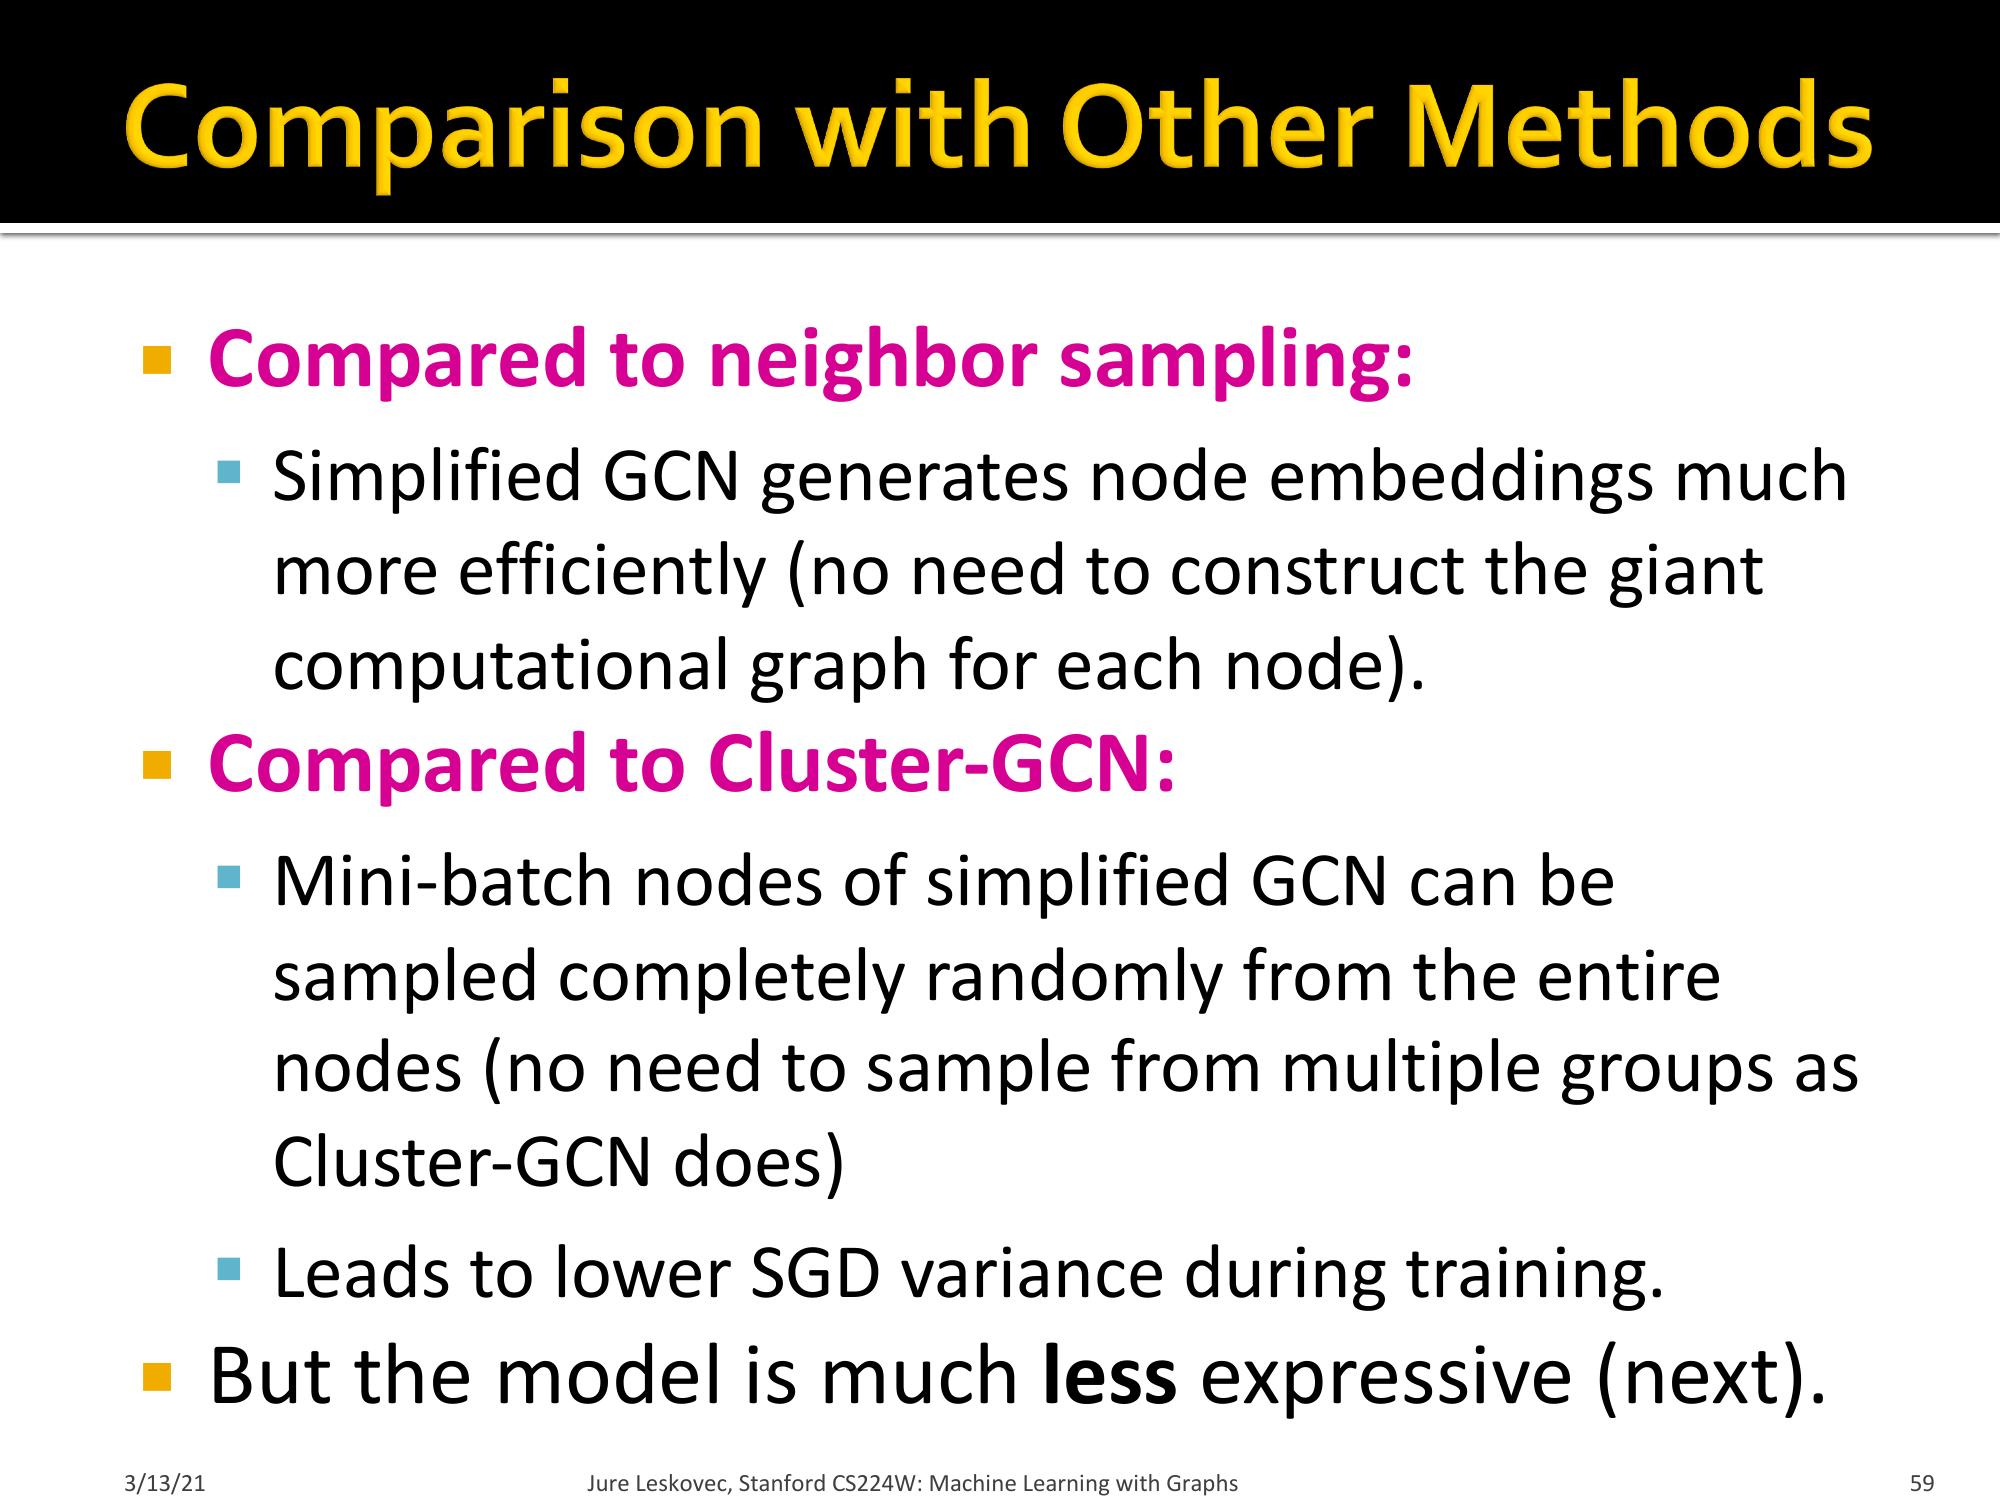 Comparison with Other Methods
Compared to neighbor sampling:
Simplified GCN generates node embeddings much
more efficiently (no need to construct the giant
computational graph for each node).
Compared to Cluster-GCN:
Mini-batch nodes of simplified GCN can be
sampled completely randomly from the entire
nodes (no need to sample from multiple groups as
Cluster-GCN does)
Leads to lower SGD variance during training.
But the model is much less expressive (next).
3/13/21 Jure Leskovec, Stanford CS224W: Machine Learning with Graphs 59